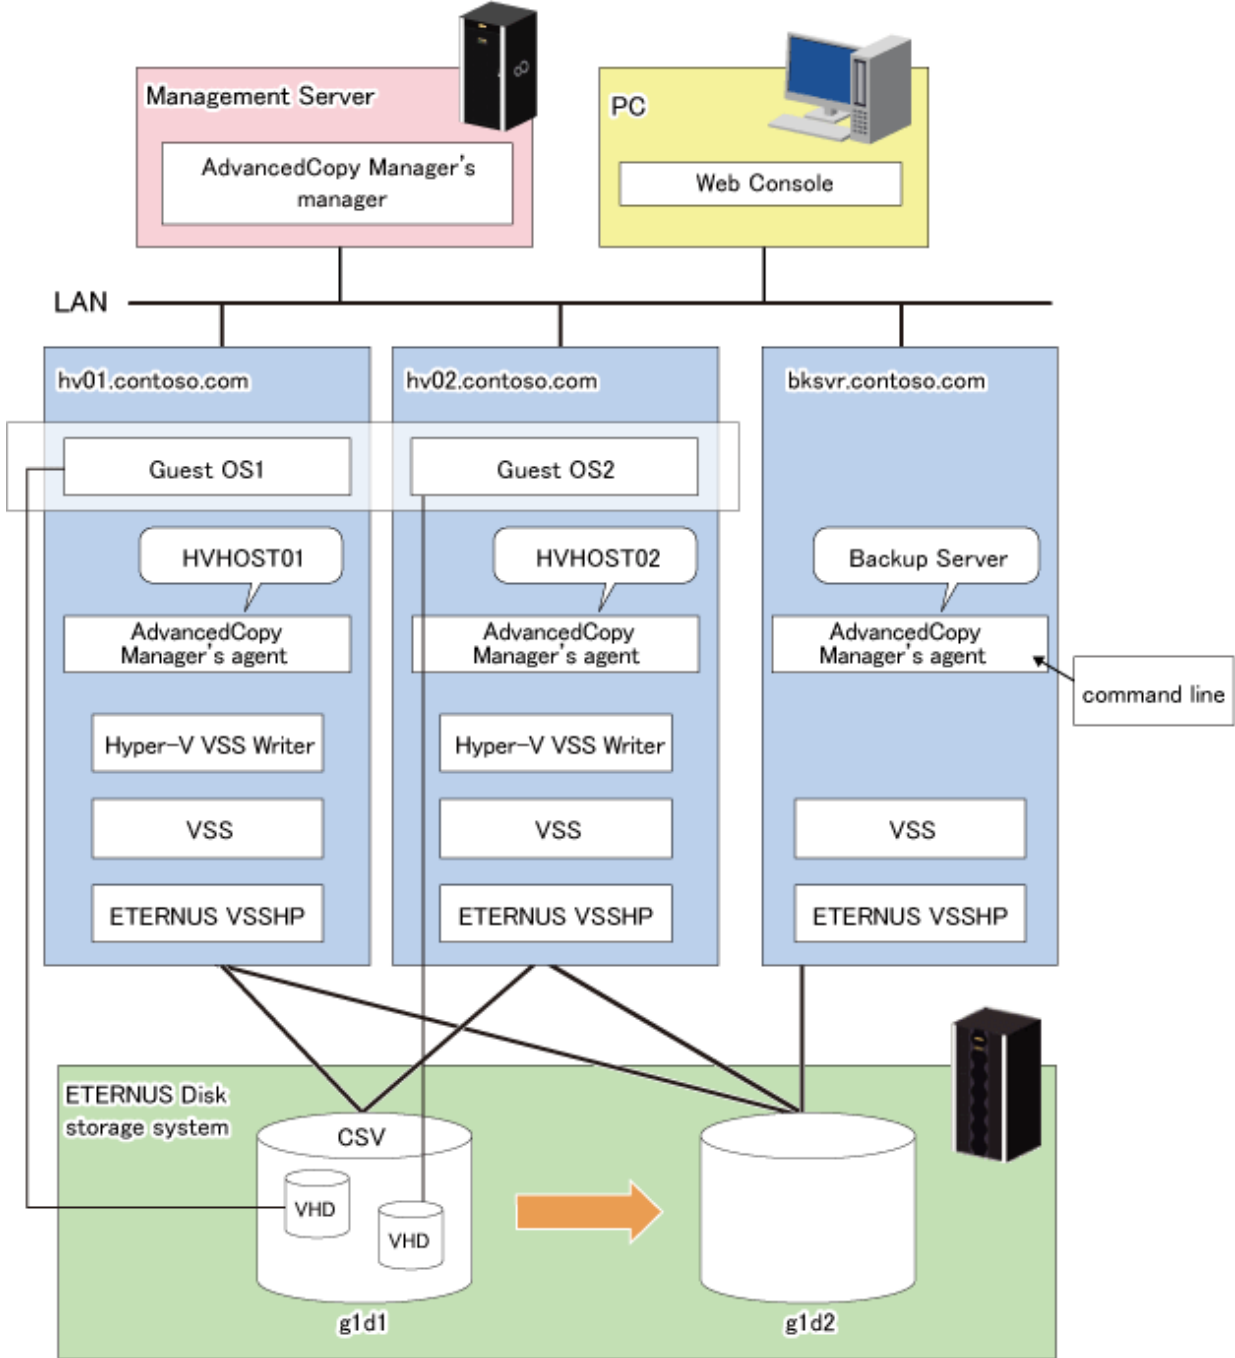 Management Server
AdvancedCopy Manager's
manager
PC
Web Console
LAN
hv01.contoso.com
hv02.contoso.com
bksvr.contoso.com
Guest OS1
Guest OS2
HVHOST01
HVHOST02
Backup Server
AdvancedCopy
Manager's agent
AdvancedCopy
Manager's agent
AdvancedCopy
Manager's agent
command line
Hyper-V VSS Writer
Hyper-V VSS Writer
VSS
VSS
VSS
ETERNUS VSSHP
ETERNUS VSSHP
ETERNUS VSSHP
ETERNUS Disk
storage system
CSV
VHD
VHD
g1d1
g1d2